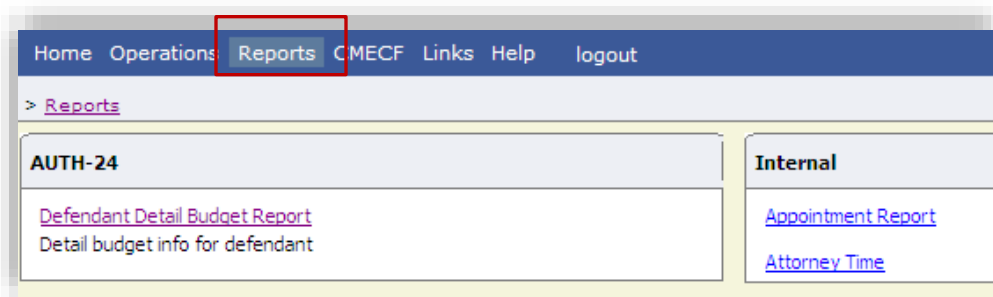 Home Operations Reports CMECF Links Help logout
> Reports
AUTH-24
Defendant Detail Budget Report
Detail budget info for defendant
Internal
Appointment Report
Attorney Time